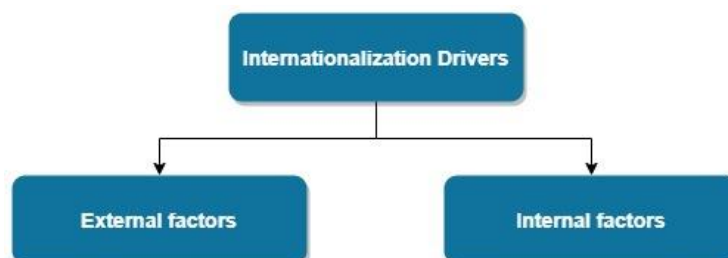 Internationalization Drivers
External factors
Internal factors